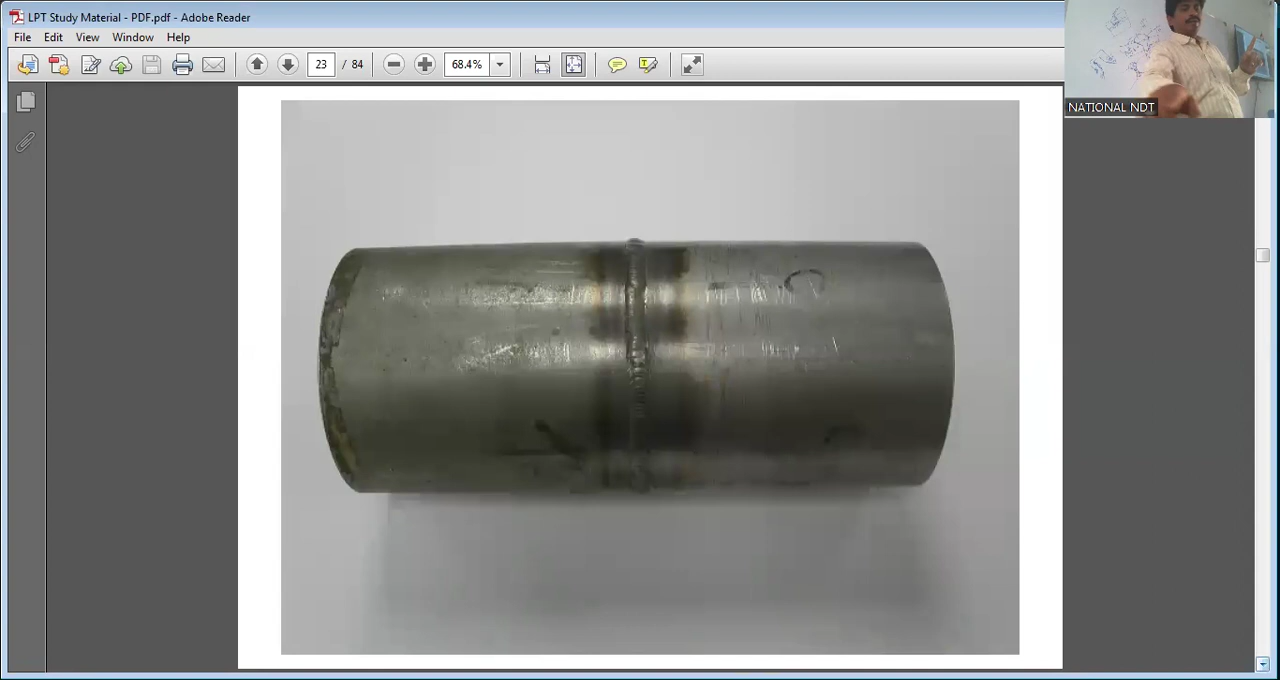 LPT Study Material - PDF.pdf - Adobe Reader
File Edit View Window Help
23 / 84 68.4%
NATIONAL NDT